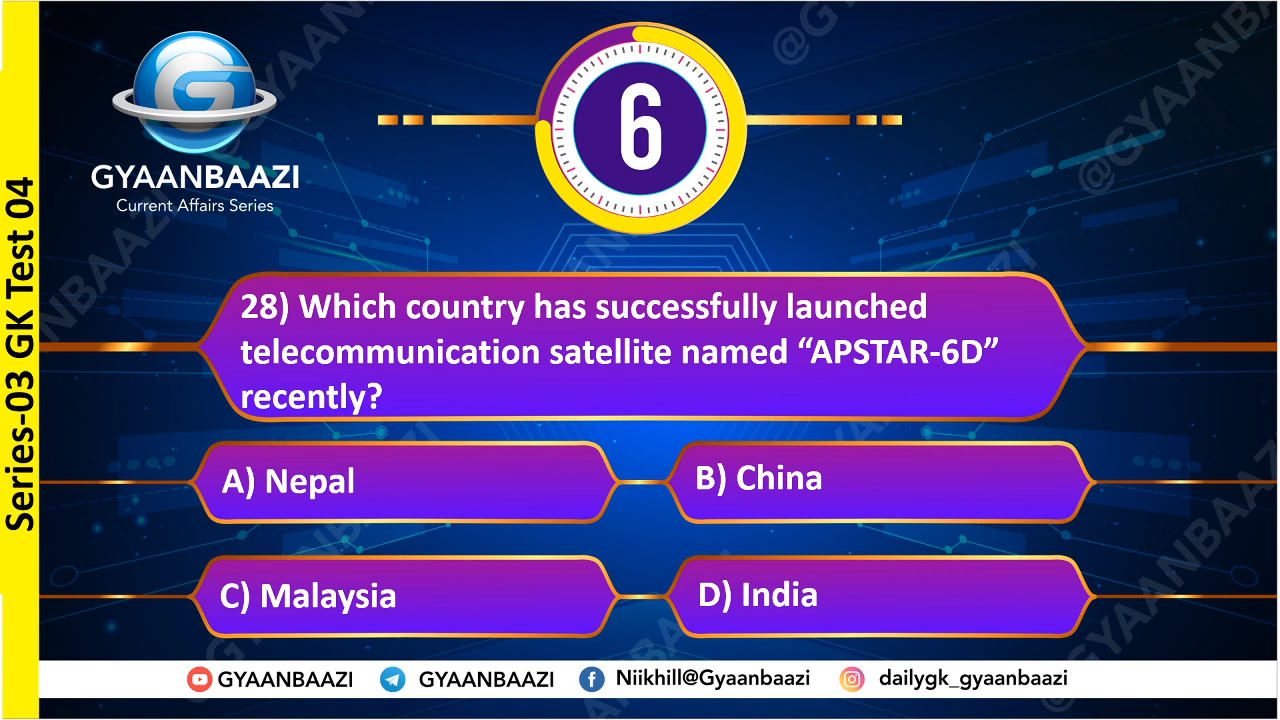 Series-03 GK Test 04
G
GYAANBAAZI
Current Affairs Series
6
28) Which country has successfully launched
telecommunication satellite named “APSTAR-6D”
recently?
A) Nepal
B) China
C) Malaysia
D) India
GYAANBAAZI
GYAANBAAZI
Niikhill@Gyaanbaazi
dailygk_gyaanbaazi
@GYAANBAAZI